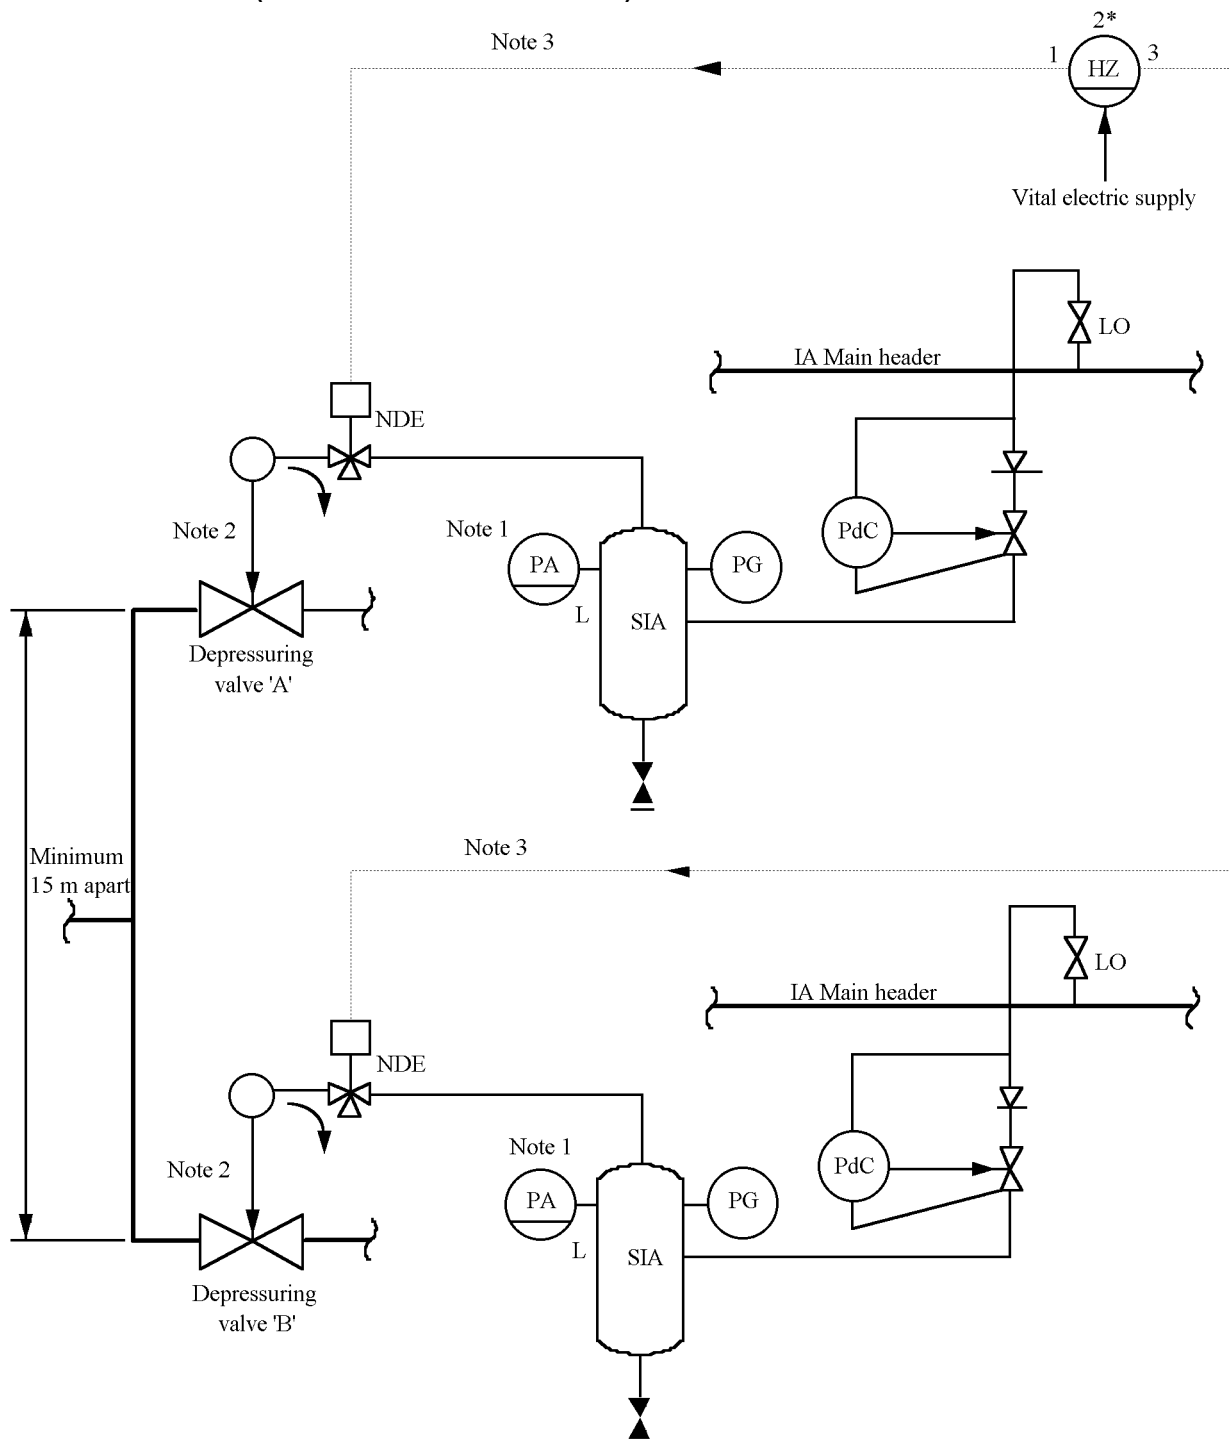 2*
Note 3
1
HZ
3
Vital electric supply
LO
IA Main header
NDE
Note 2
Note 1
PA
PG
PdC
L
SIA
Depressuring
valve 'A'
Minimum
15 m apart
Note 3
LO
IA Main header
NDE
Note 1
Note 2
PA
PG
PdC
L
SIA
Depressuring
valve 'B'